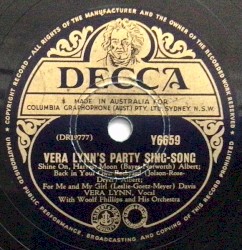 ALL RIGHTS OF THE MANUFACTURER AND OF THE OWNER OF THE RECORDED WORK RESERVED
UNAUTHORISED PUBLIC PERFORMANCE, BROADCASTING AND COPYING OF THIS RECORD PROHIBITED
DECCA
MADE IN AUSTRALIA FOR
COLUMBIA GRAPHOPHONE (AUST.) PTY. LTD. SYDNEY. N.S.W.
(DR19777)
Y6659
VERA LYNN'S PARTY SING-SONG
Shine On, Harvest Moon (Bayes-Norworth) Albert;
Back in Your Own Backyard (Jolson-Rose-
Dreyer) Albert;
For Me and My Girl (Leslie-Goetz-Meyer) Davis
VERA LYNN, Vocal
With Woolf Phillips and His Orchestra